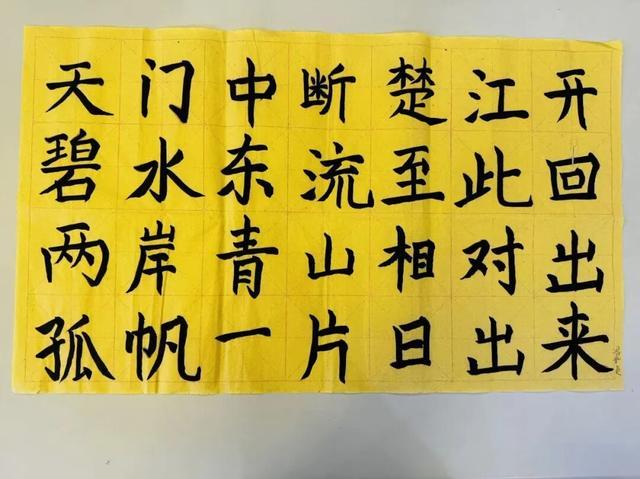 天门中断楚江开
碧水东流至此回
两岸青山相对出
孤帆一片日出来